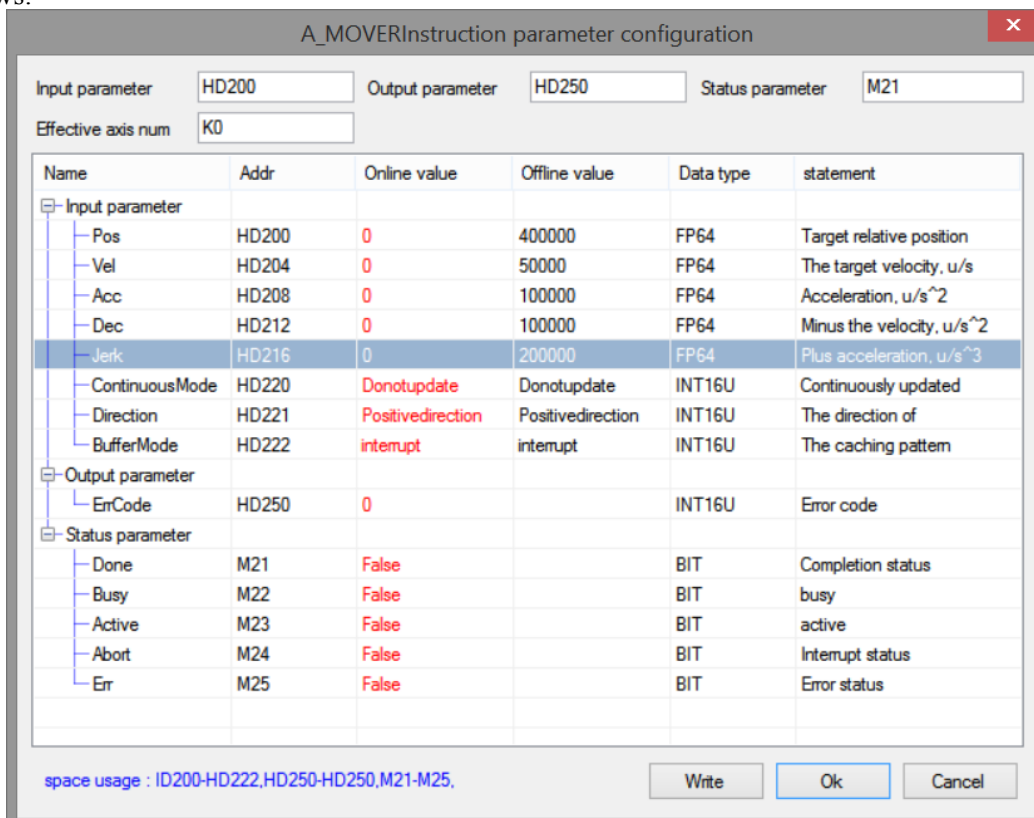 ws:
A_MOVERInstruction parameter configuration
Input parameter HD200 Output parameter HD250 Status parameter M21
Effective axis num K0
Name Addr Online value Offline value Data type statement
Input parameter
Pos HD200 0 400000 FP64 Target relative position
Vel HD204 0 50000 FP64 The target velocity, u/s
Acc HD208 0 100000 FP64 Acceleration, u/s^2
Dec HD212 0 100000 FP64 Minus the velocity, u/s^2
Jerk HD216 0 200000 FP64 Plus acceleration, u/s^3
ContinuousMode HD220 Donotupdate Donotupdate INT16U Continuously updated
Direction HD221 Positivedirection Positivedirection INT16U The direction of
BufferMode HD222 interrupt interrupt INT16U The caching pattern
Output parameter
ErrCode HD250 0 INT16U Error code
Status parameter
Done M21 False BIT Completion status
Busy M22 False BIT busy
Active M23 False BIT active
Abort M24 False BIT Interrupt status
Err M25 False BIT Error status
space usage : ID200-HD222,HD250-HD250,M21-M25,
Write Ok Cancel